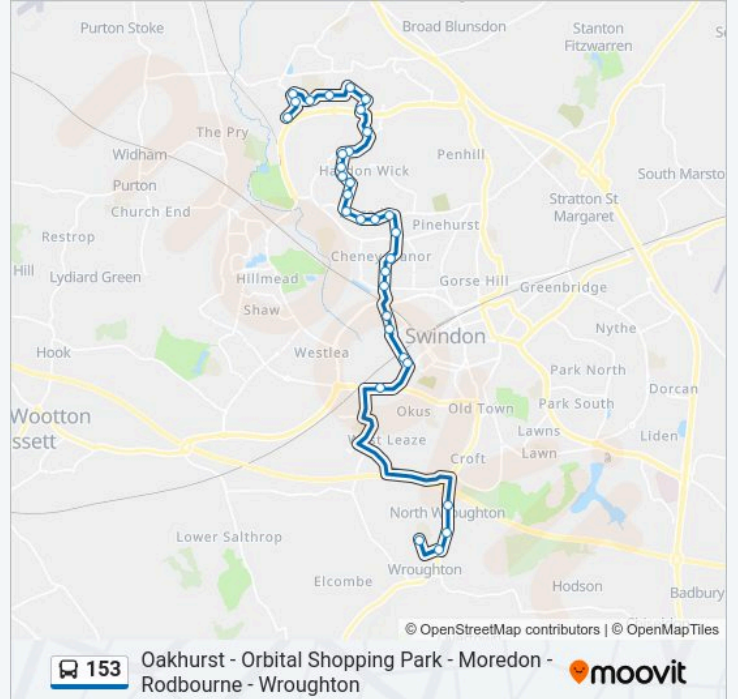 Purton Stoke
Broad Blunsdon
Stanton
Fitzwarren
The Pry
Widham
Purton
Haydon Wick
Penhill
South Marsto
Church End
Stratton St
Margaret
Restrop
Pinehurst
Hill
Lydiard Green
Hillmead
Cheney Manor
Gorse Hill
Greenbridge
Shaw
Nythe
Hook
Westlea
Swindon
Park North
Dorcan
Wootton
ssett
Okus
Old Town
Park South
West Leaze
Lawns
Liden
Croft
Lawn
North Wroughton
Lower Salthrop
Wroughton
Elcombe
Hodson
Badbury
© OpenStreetMap contributors | © OpenMapTiles
153
Oakhurst - Orbital Shopping Park - Moredon -
Rodbourne - Wroughton
moovit